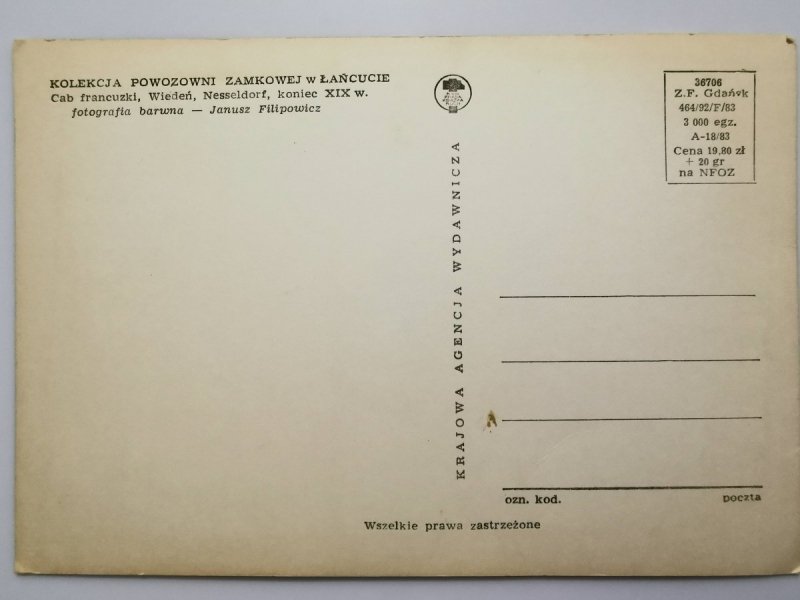 KOLEKCJA POWOZOWNI ZAMKOWEJ w ŁAŃCUCIE
Cab francuzki, Wiedeń, Nesseldorf, koniec XIX w.
fotografia barwna — Janusz Filipowicz
36706
Z.F. Gdańsk
464/92/F/83
3 000 egz.
A-18/83
Cena 19,80 zł
+ 20 gr
na NFOZ
KRAJOWA AGENCJA WYDAWNICZA
ozn. kod.
poczta
Wszelkie prawa zastrzeżone